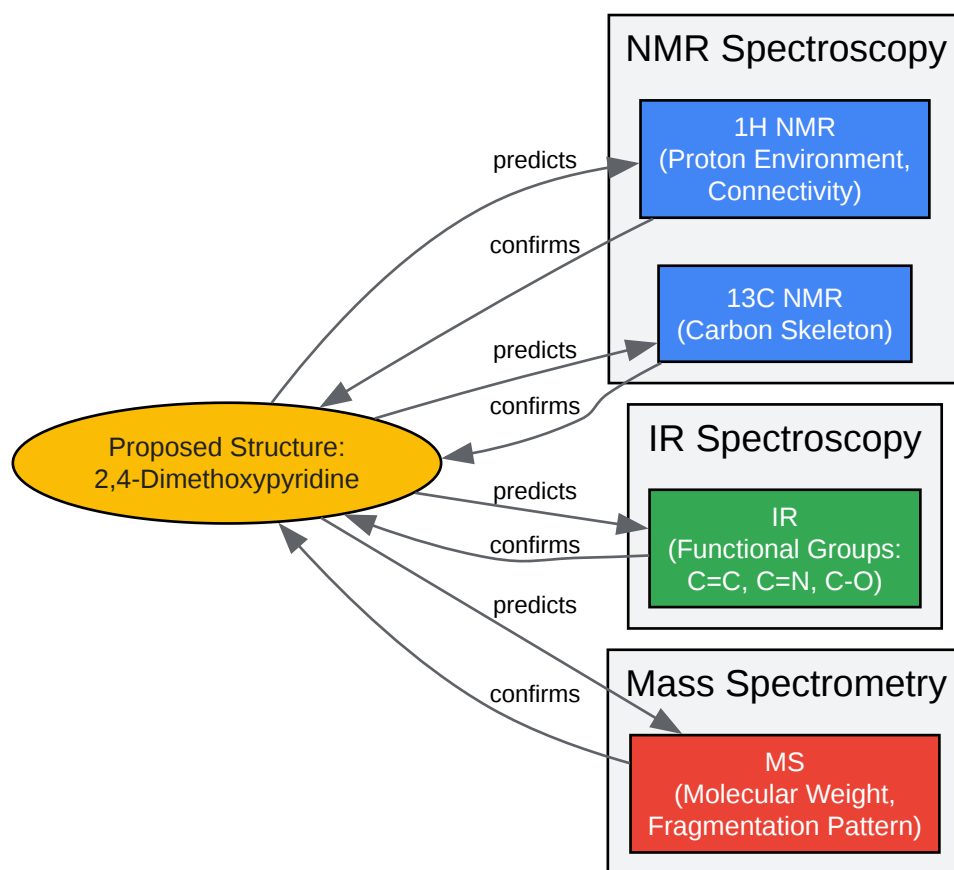 NMR Spectroscopy
1H NMR
(Proton Environment,
Connectivity)
predicts
confirms
13C NMR
(Carbon Skeleton)
predicts
confirms
Proposed Structure:
2,4-Dimethoxypyridine
IR Spectroscopy
predicts
IR
(Functional Groups:
C=C, C=N, C-O)
confirms
predicts
Mass Spectrometry
confirms
MS
(Molecular Weight,
Fragmentation Pattern)